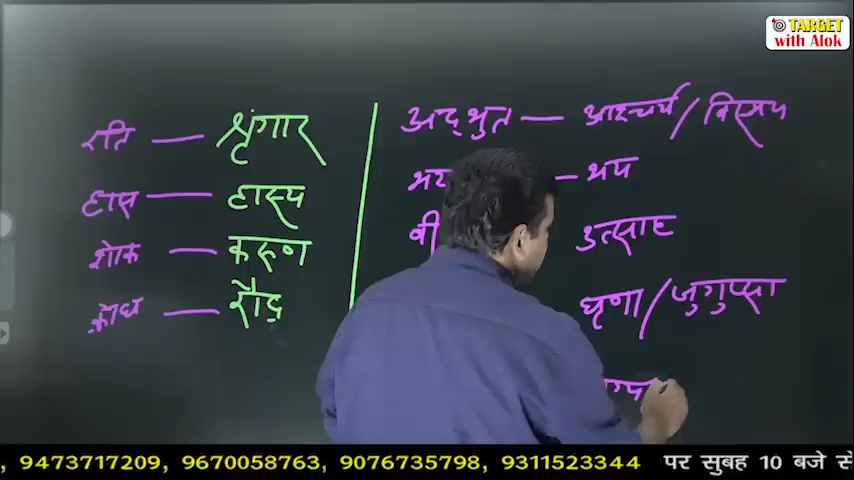 TARGET
with Alok
रति — श्रृंगार
हास — हास्य
शोक — करूण
क्रोध — रौद्र
अद्भुत — आश्चर्य / विस्मय
— भय
उत्साह
घृणा / जुगुप्सा
, 9473717209, 9670058763, 9076735798, 9311523344 पर सुबह 10 बजे से